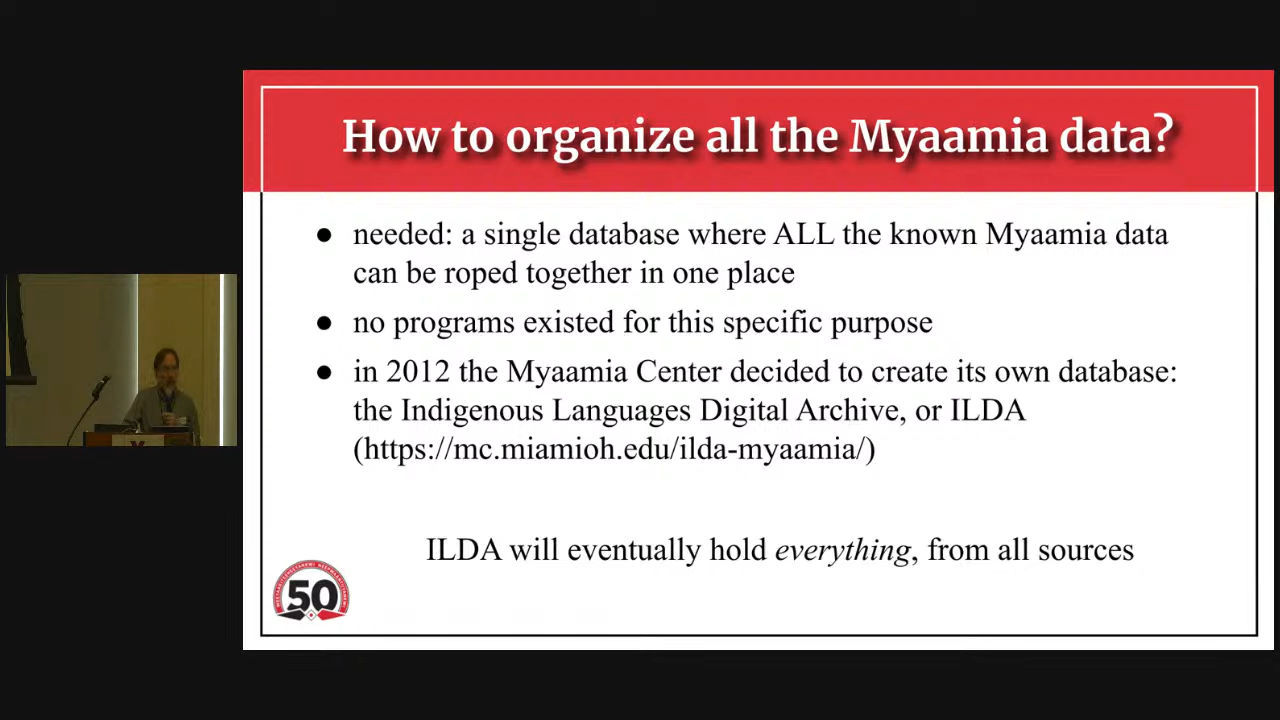 How to organize all the Myaamia data?
● needed: a single database where ALL the known Myaamia data
can be roped together in one place
● no programs existed for this specific purpose
● in 2012 the Myaamia Center decided to create its own database:
the Indigenous Languages Digital Archive, or ILDA
(https://mc.miamioh.edu/ilda-myaamia/)
ILDA will eventually hold everything, from all sources
50